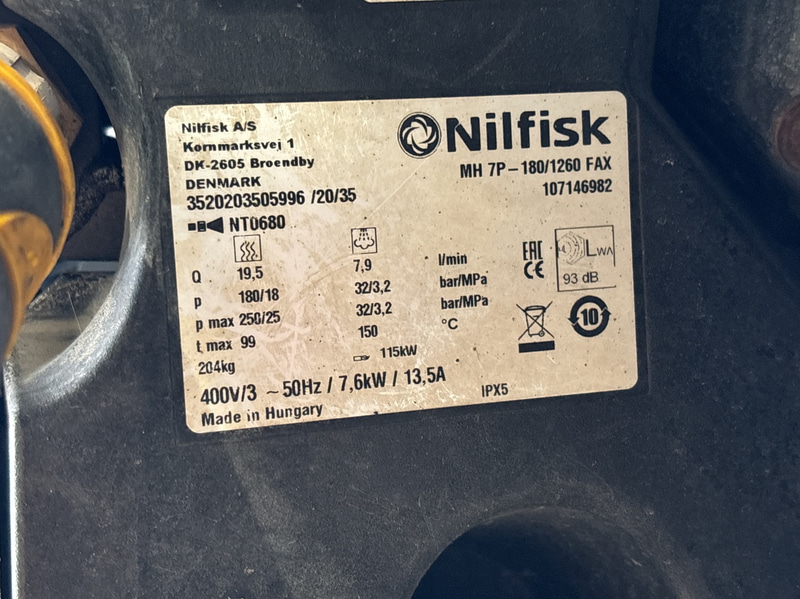 Nilfisk A/S
Kornmarksvej 1
DK-2605 Broendby
DENMARK
3520203505996 /20/35
NT0680
Nilfisk
MH 7P-180/1260 FAX
107146982
Q 19,5 7,9 l/min
p 180/18 32/3,2 bar/MPa
p max 250/25 32/3,2 bar/MPa
t max 99 150 °C
204kg 115kW
400V/3 ~50Hz / 7,6kW / 13,5A
Made in Hungary
IPX5
EAC
CE
LWA
93 dB
10